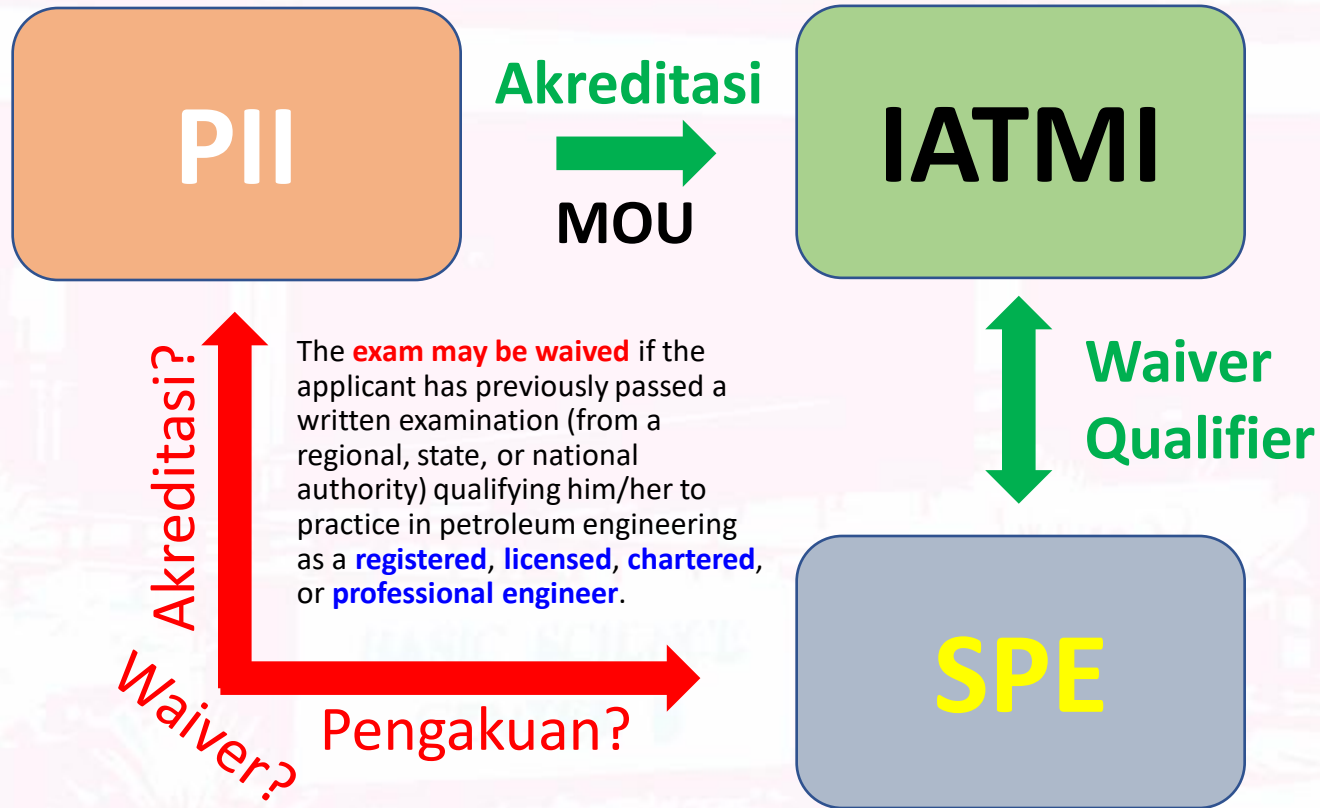 PII
Akreditasi
MOU
IATMI
Akreditasi?
The exam may be waived if the
applicant has previously passed a
written examination (from a
regional, state, or national
authority) qualifying him/her to
practice in petroleum engineering
as a registered, licensed, chartered,
or professional engineer.
Waiver
Qualifier
Waiver?
Pengakuan?
SPE